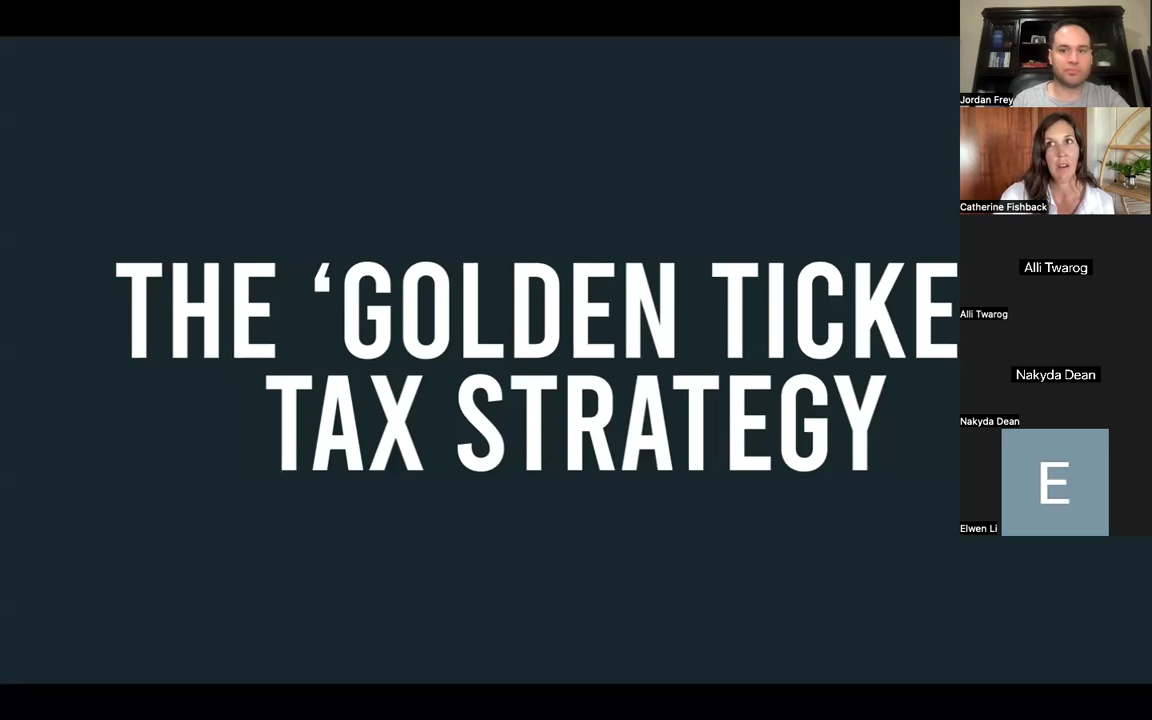 THE ‘GOLDEN TICKE
TAX STRATEGY
Jordan Frey
Catherine Fishback
Alli Twarog
Alli Twarog
Nakyda Dean
Nakyda Dean
E
Elwen Li